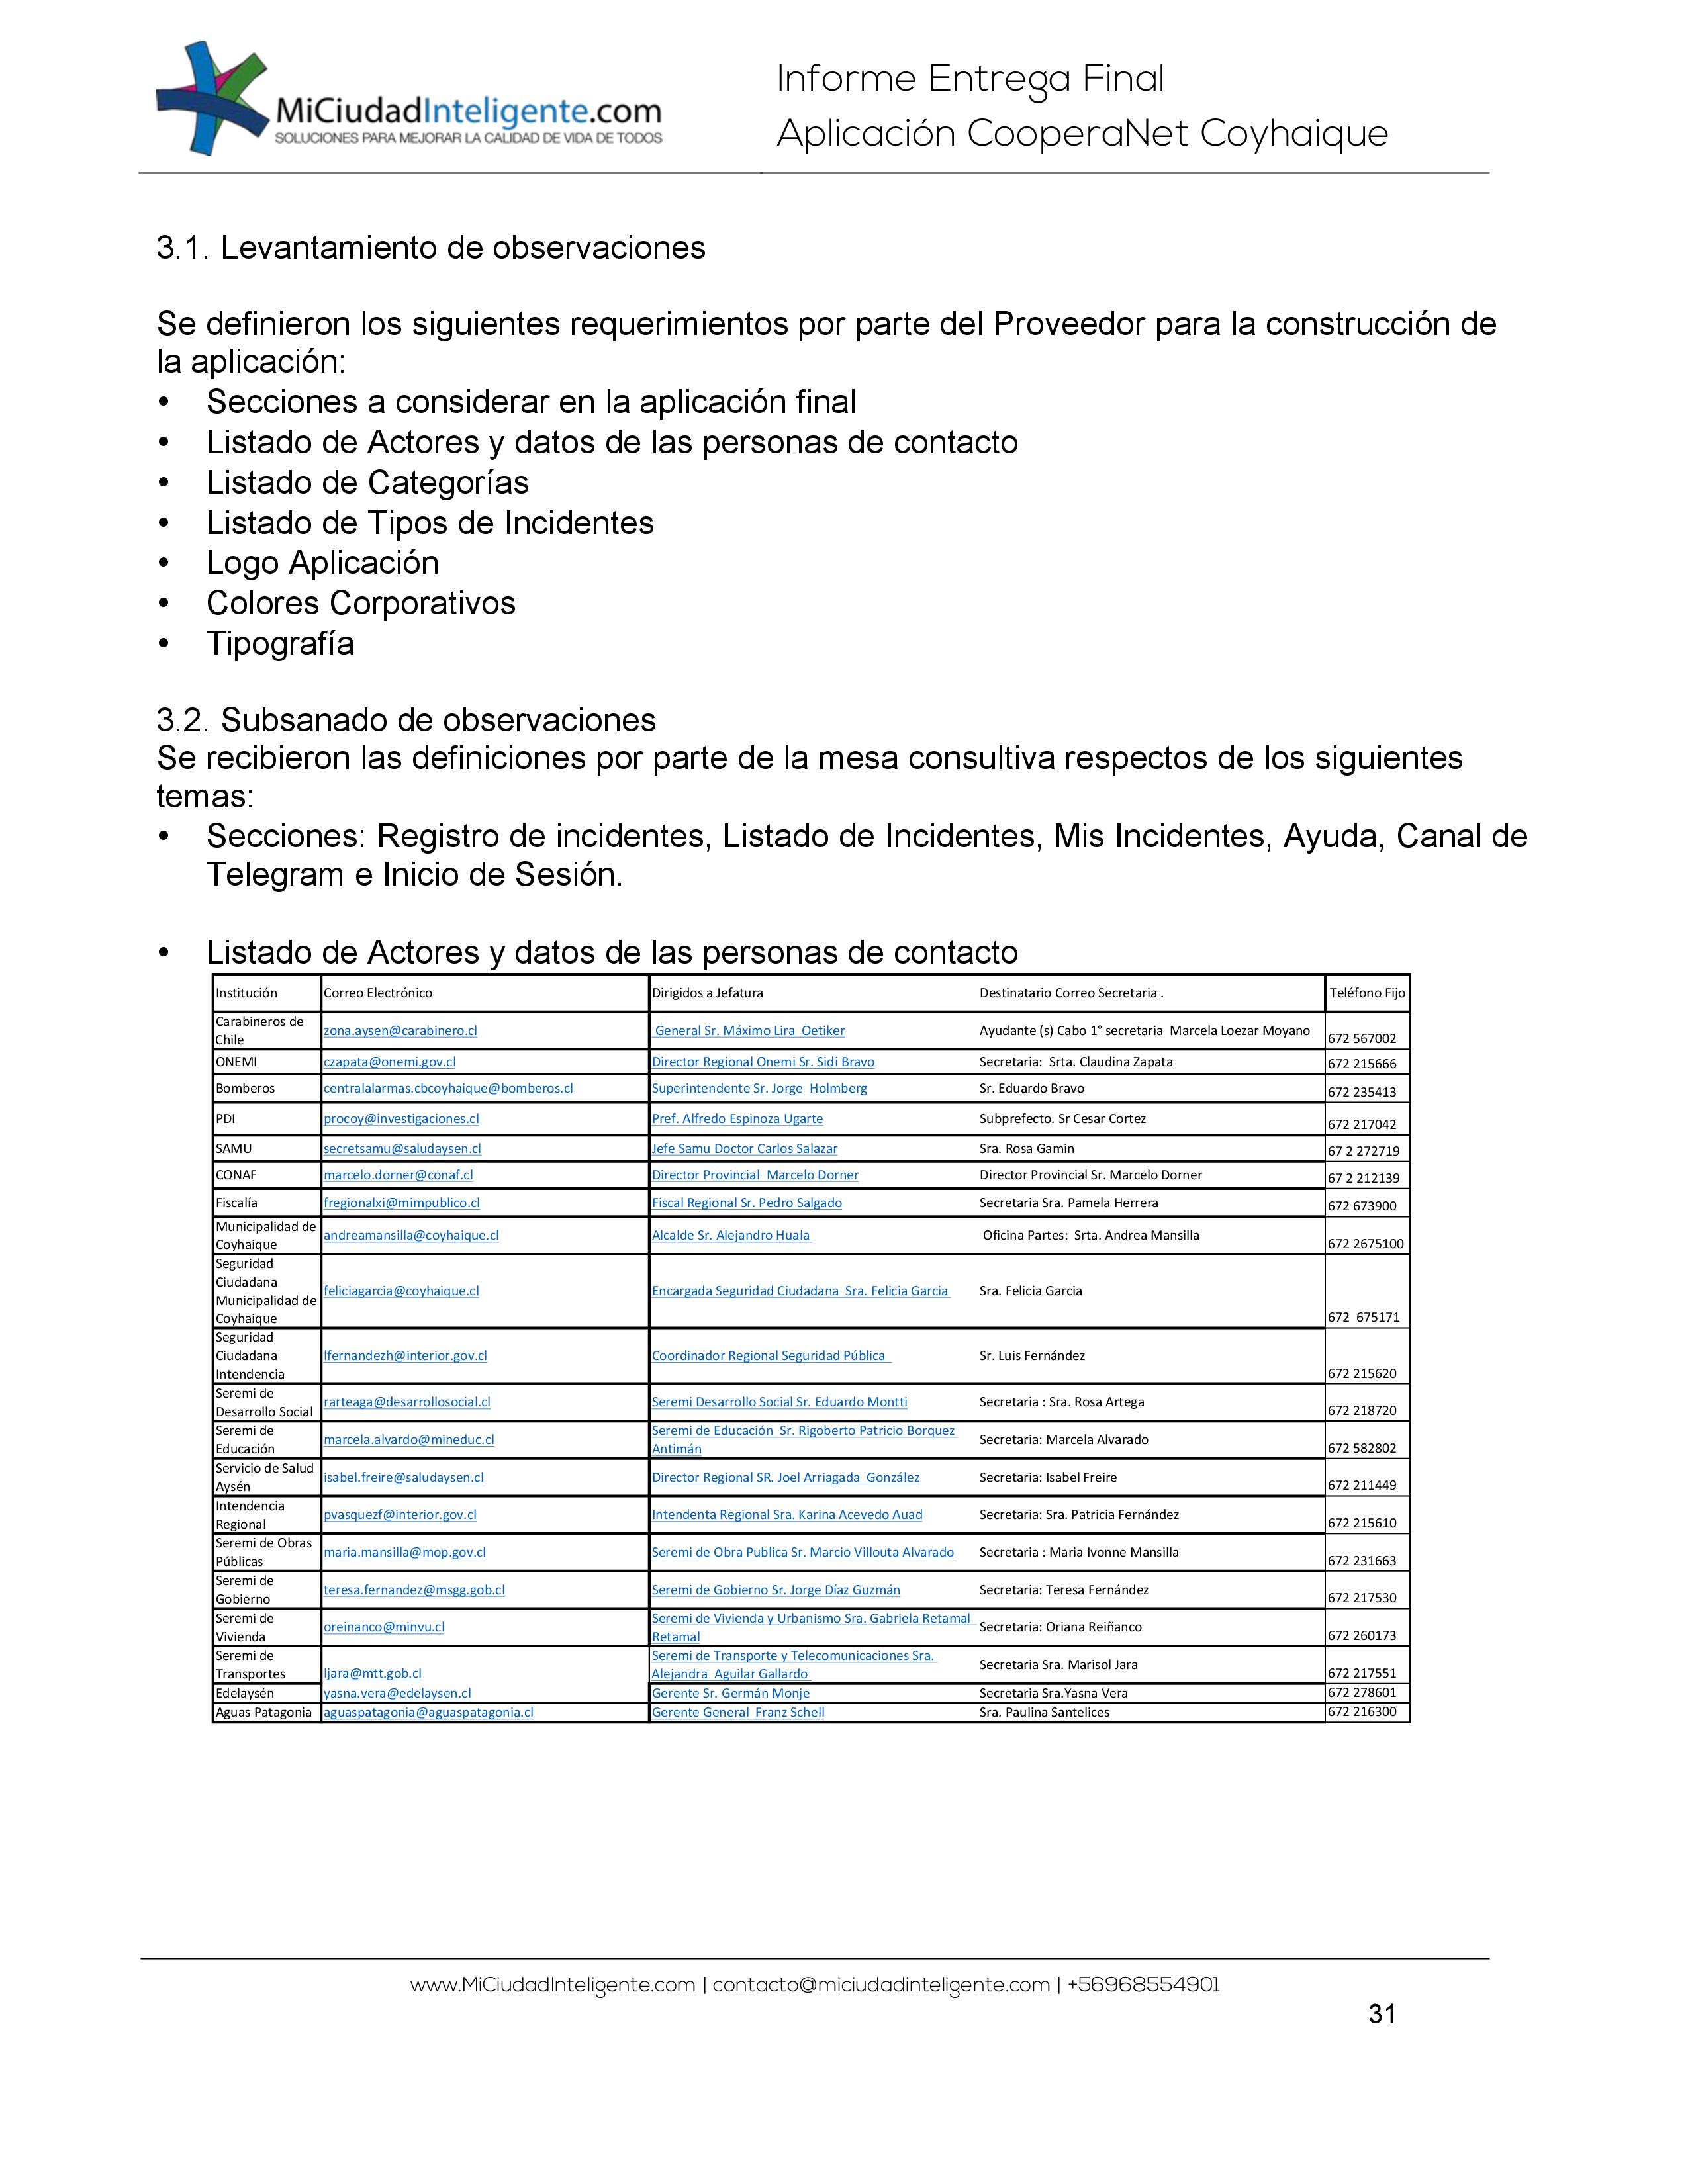 MiCiudadInteligente.com
SOLUCIONES PARA MEJORAR LA CALIDAD DE VIDA DE TODOS
Informe Entrega Final
Aplicación CooperaNet Coyhaique
3.1. Levantamiento de observaciones
Se definieron los siguientes requerimientos por parte del Proveedor para la construcción de
la aplicación:
• Secciones a considerar en la aplicación final
• Listado de Actores y datos de las personas de contacto
• Listado de Categorías
• Listado de Tipos de Incidentes
• Logo Aplicación
• Colores Corporativos
• Tipografía
3.2. Subsanado de observaciones
Se recibieron las definiciones por parte de la mesa consultiva respectos de los siguientes
temas:
• Secciones: Registro de incidentes, Listado de Incidentes, Mis Incidentes, Ayuda, Canal de
Telegram e Inicio de Sesión.
• Listado de Actores y datos de las personas de contacto
Institución Correo Electrónico Dirigidos a Jefatura Destinatario Correo Secretaria . Teléfono Fijo
Carabineros de
Chile zona.aysen@carabinero.cl General Sr. Máximo Lira Oetiker Ayudante (s) Cabo 1° secretaria Marcela Loezar Moyano 672 567002
ONEMI czapata@onemi.gov.cl Director Regional Onemi Sr. Sidi Bravo Secretaria: Srta. Claudina Zapata 672 215666
Bomberos centralalarmas.cbcoyhaique@bomberos.cl Superintendente Sr. Jorge Holmberg Sr. Eduardo Bravo 672 235413
PDI procoy@investigaciones.cl Pref. Alfredo Espinoza Ugarte Subprefecto. Sr Cesar Cortez 672 217042
SAMU secretsamu@saludaysen.cl Jefe Samu Doctor Carlos Salazar Sra. Rosa Gamin 67 2 272719
CONAF marcelo.dorner@conaf.cl Director Provincial Marcelo Dorner Director Provincial Sr. Marcelo Dorner 67 2 212139
Fiscalía fregionalxi@mimpublico.cl Fiscal Regional Sr. Pedro Salgado Secretaria Sra. Pamela Herrera 672 673900
Municipalidad de
Coyhaique andreamansilla@coyhaique.cl Alcalde Sr. Alejandro Huala Oficina Partes: Srta. Andrea Mansilla 672 2675100
Seguridad
Ciudadana
Municipalidad de
Coyhaique feliciagarcia@coyhaique.cl Encargada Seguridad Ciudadana Sra. Felicia Garcia Sra. Felicia Garcia 672 675171
Seguridad
Ciudadana
Intendencia lfernandezh@interior.gov.cl Coordinador Regional Seguridad Pública Sr. Luis Fernández 672 215620
Seremi de
Desarrollo Social rarteaga@desarrollosocial.cl Seremi Desarrollo Social Sr. Eduardo Montti Secretaria : Sra. Rosa Artega 672 218720
Seremi de
Educación marcela.alvardo@mineduc.cl Seremi de Educación Sr. Rigoberto Patricio Borquez
Antimán Secretaria: Marcela Alvarado 672 582802
Servicio de Salud
Aysén isabel.freire@saludaysen.cl Director Regional SR. Joel Arriagada González Secretaria: Isabel Freire 672 211449
Intendencia
Regional pvasquezf@interior.gov.cl Intendenta Regional Sra. Karina Acevedo Auad Secretaria: Sra. Patricia Fernández 672 215610
Seremi de Obras
Públicas maria.mansilla@mop.gov.cl Seremi de Obra Publica Sr. Marcio Villouta Alvarado Secretaria : Maria Ivonne Mansilla 672 231663
Seremi de
Gobierno teresa.fernandez@msgg.gob.cl Seremi de Gobierno Sr. Jorge Díaz Guzmán Secretaria: Teresa Fernández 672 217530
Seremi de
Vivienda oreinanco@minvu.cl Seremi de Vivienda y Urbanismo Sra. Gabriela Retamal
Retamal Secretaria: Oriana Reiñanco 672 260173
Seremi de
Transportes ljara@mtt.gob.cl Seremi de Transporte y Telecomunicaciones Sra.
Alejandra Aguilar Gallardo Secretaria Sra. Marisol Jara 672 217551
Edelaysén yasna.vera@edelaysen.cl Gerente Sr. Germán Monje Secretaria Sra.Yasna Vera 672 278601
Aguas Patagonia aguaspatagonia@aguaspatagonia.cl Gerente General Franz Schell Sra. Paulina Santelices 672 216300
www.MiCiudadInteligente.com | contacto@miciudadinteligente.com | +56968554901
31